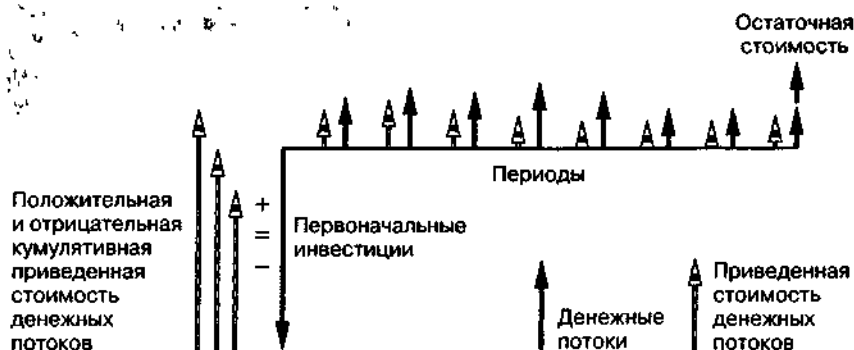 Остаточная
стоимость
Периоды
Положительная
и отрицательная
кумулятивная
приведенная
стоимость
денежных
потоков
+
=
−
Первоначальные
инвестиции
Денежные
потоки
Приведенная
стоимость
денежных
потоков